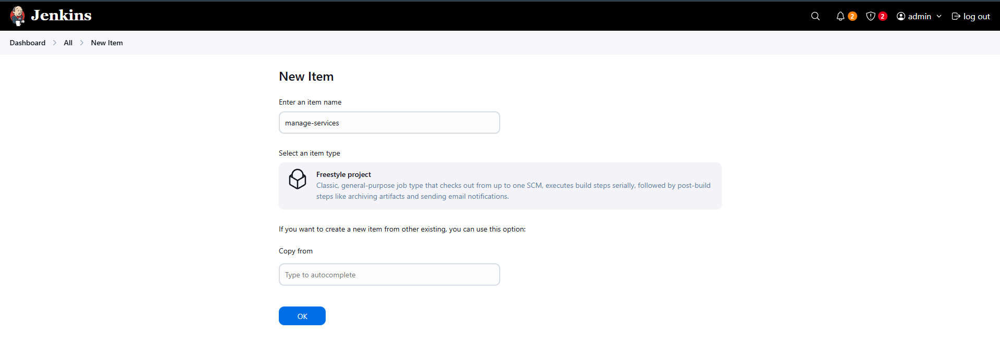 Jenkins
2
2
admin
log out
Dashboard
All
New Item
New Item
Enter an item name
manage-services
Select an item type
Freestyle project
Classic, general-purpose job type that checks out from up to one SCM, executes build steps serially, followed by post-build
steps like archiving artifacts and sending email notifications.
If you want to create a new item from other existing, you can use this option:
Copy from
Type to autocomplete
OK